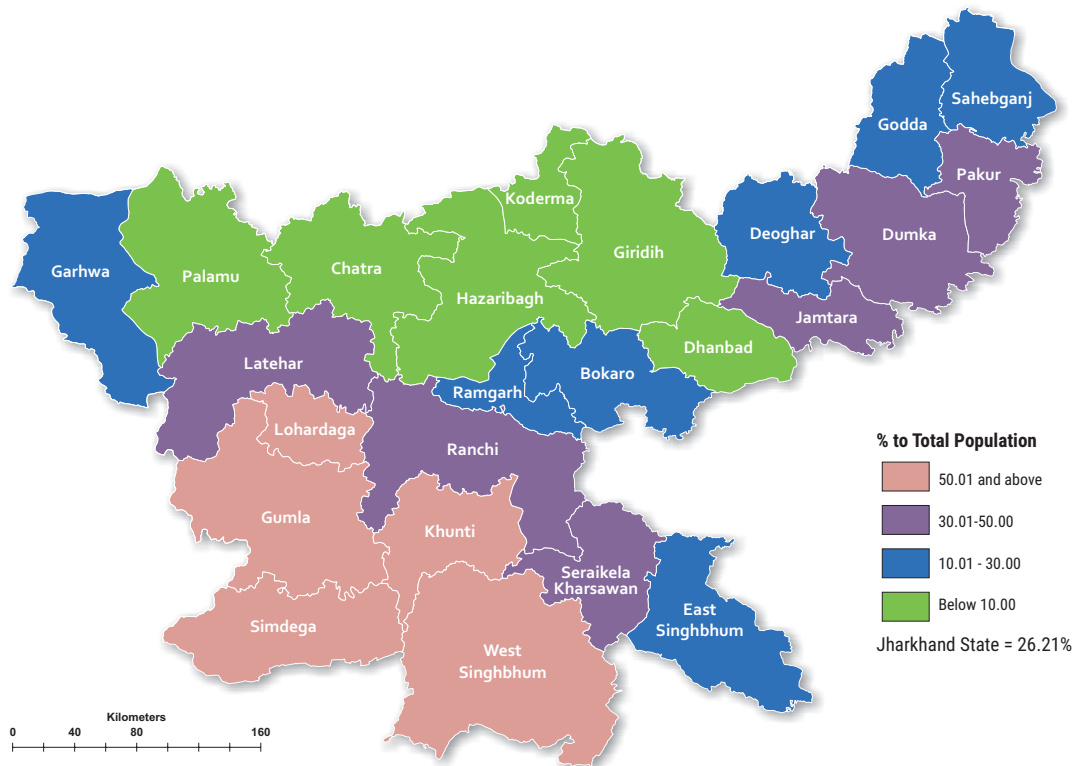 Sahebganj
Godda
Pakur
Koderma
Deoghar
Dumka
Giridih
Garhwa
Palamu
Chatra
Hazaribagh
Jamtara
Dhanbad
Latehar
Bokaro
Ramgarh
Lohardaga
Ranchi
Gumla
Khunti
Seraikela
Kharsawan
East
Singhbhum
Simdega
West
Singhbhum
% to Total Population
50.01 and above
30.01-50.00
10.01 - 30.00
Below 10.00
Jharkhand State = 26.21%
Kilometers
0 40 80 160